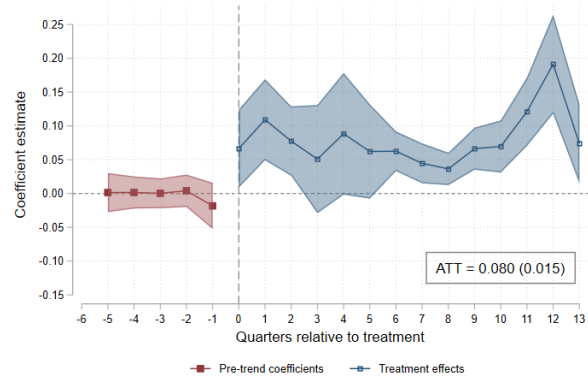 0.25
0.20
0.15
0.10
0.05
0.00
-0.05
-0.10
-0.15
Coefficient estimate
ATT = 0.080 (0.015)
-6 -5 -4 -3 -2 -1 0 1 2 3 4 5 6 7 8 9 10 11 12 13
Quarters relative to treatment
Pre-trend coefficients Treatment effects